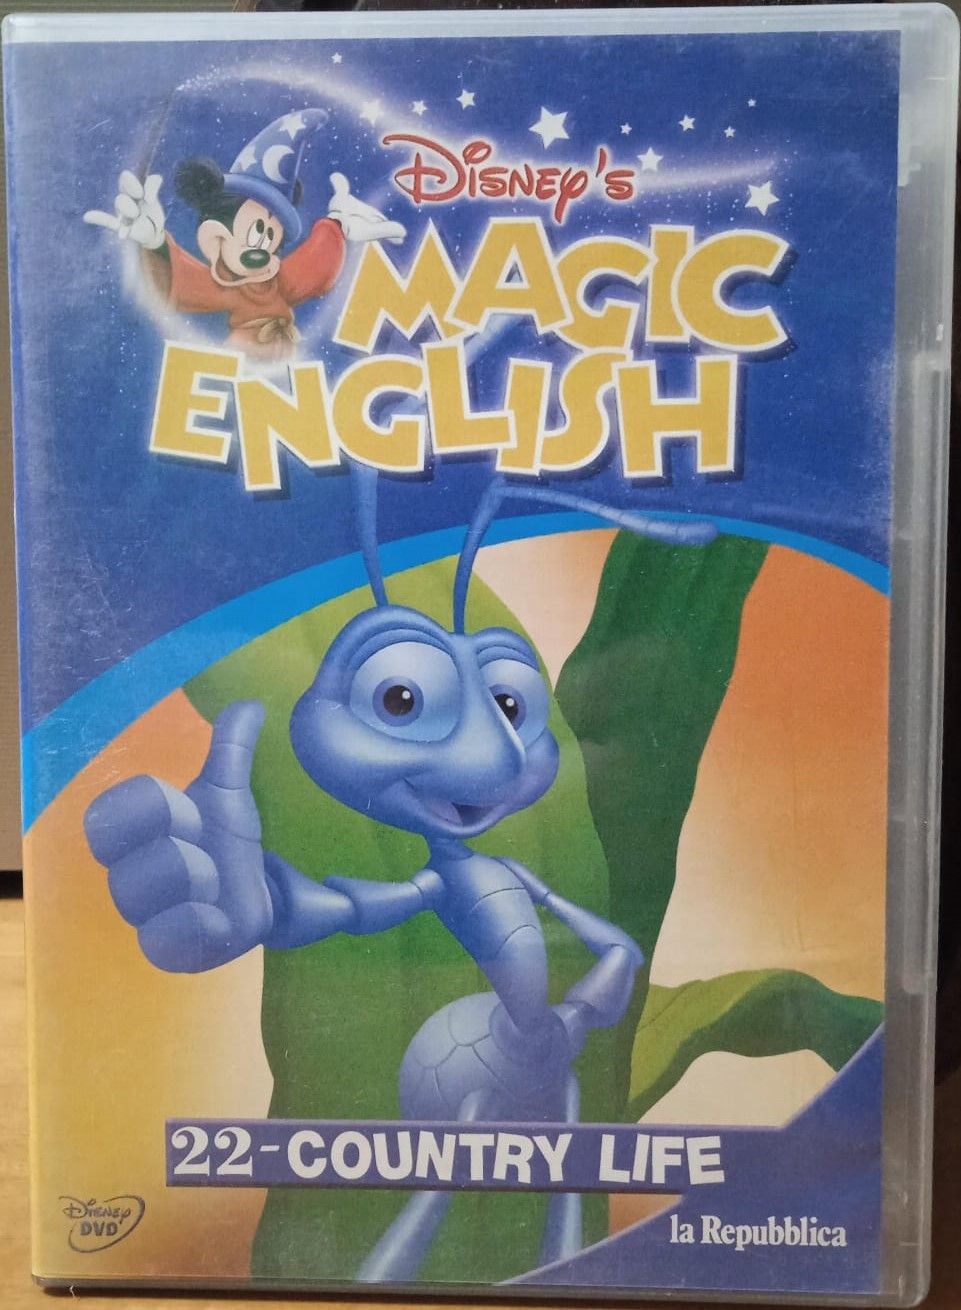 Disney's
MAGIC
ENGLISH
22-COUNTRY LIFE
Disney
DVD
la Repubblica